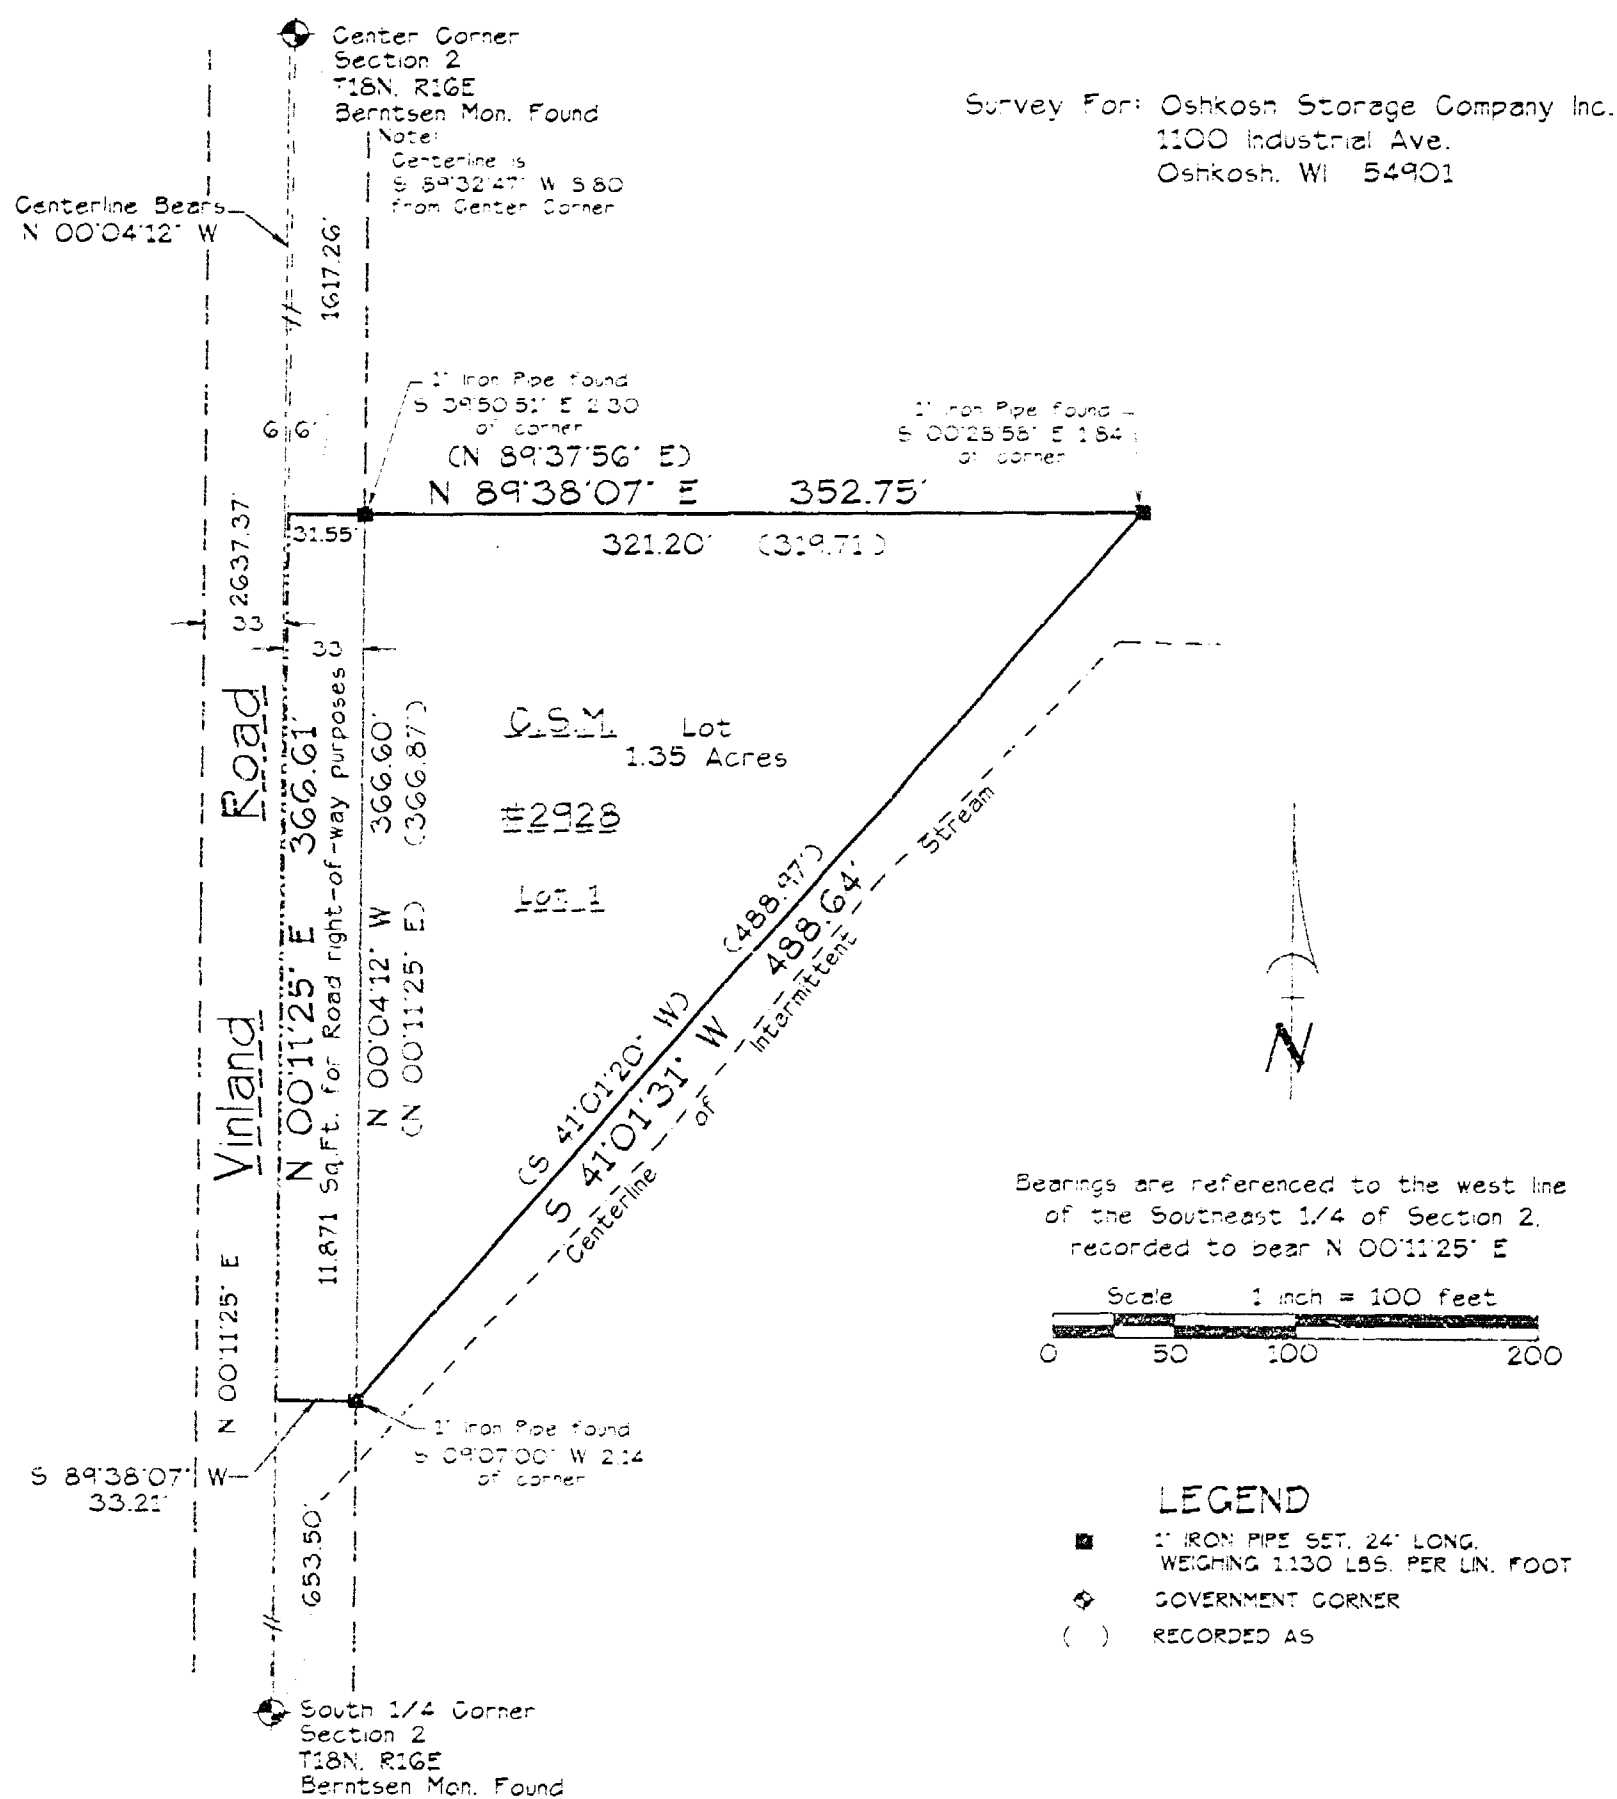 Center Corner
Section 2
T18N, R16E
Berntsen Mon. Found
Note:
Centerline is
S 89°32'47" W 5.80
from Center Corner
Survey For: Oshkosh Storage Company Inc.
1100 Industrial Ave.
Oshkosh, WI 54901
Centerline Bears
N 00°04'12" W
1617.26'
1" Iron Pipe found
S 39°50'51" E 2.30
of corner
1" Iron Pipe found
S 00°28'58" E 1.84
of corner
66'
(N 89°37'56" E)
N 89°38'07" E 352.75'
31.55'
321.20' (319.71')
2637.37'
33
33
Vinland Road
N 00°11'25" E 366.61'
11,871 Sq.Ft. for Road right-of-way purposes
N 00°04'12" W 366.60'
(N 00°11'25" E) (366.87')
C.S.M. Lot
1.35 Acres
#2928
Lot 1
(S 41°01'20" W) (488.97')
S 41°01'31" W 488.64'
Centerline of Intermittent Stream
N
Bearings are referenced to the west line
of the Southeast 1/4 of Section 2,
recorded to bear N 00°11'25" E
Scale 1 inch = 100 feet
0 50 100 200
N 00°11'25" E
1" Iron Pipe found
S 09°07'00" W 2.14
of corner
S 89°38'07" W
33.21'
653.50'
LEGEND
1" IRON PIPE SET, 24" LONG,
WEIGHING 1.130 LBS. PER LIN. FOOT
GOVERNMENT CORNER
( ) RECORDED AS
South 1/4 Corner
Section 2
T18N, R16E
Berntsen Mon. Found